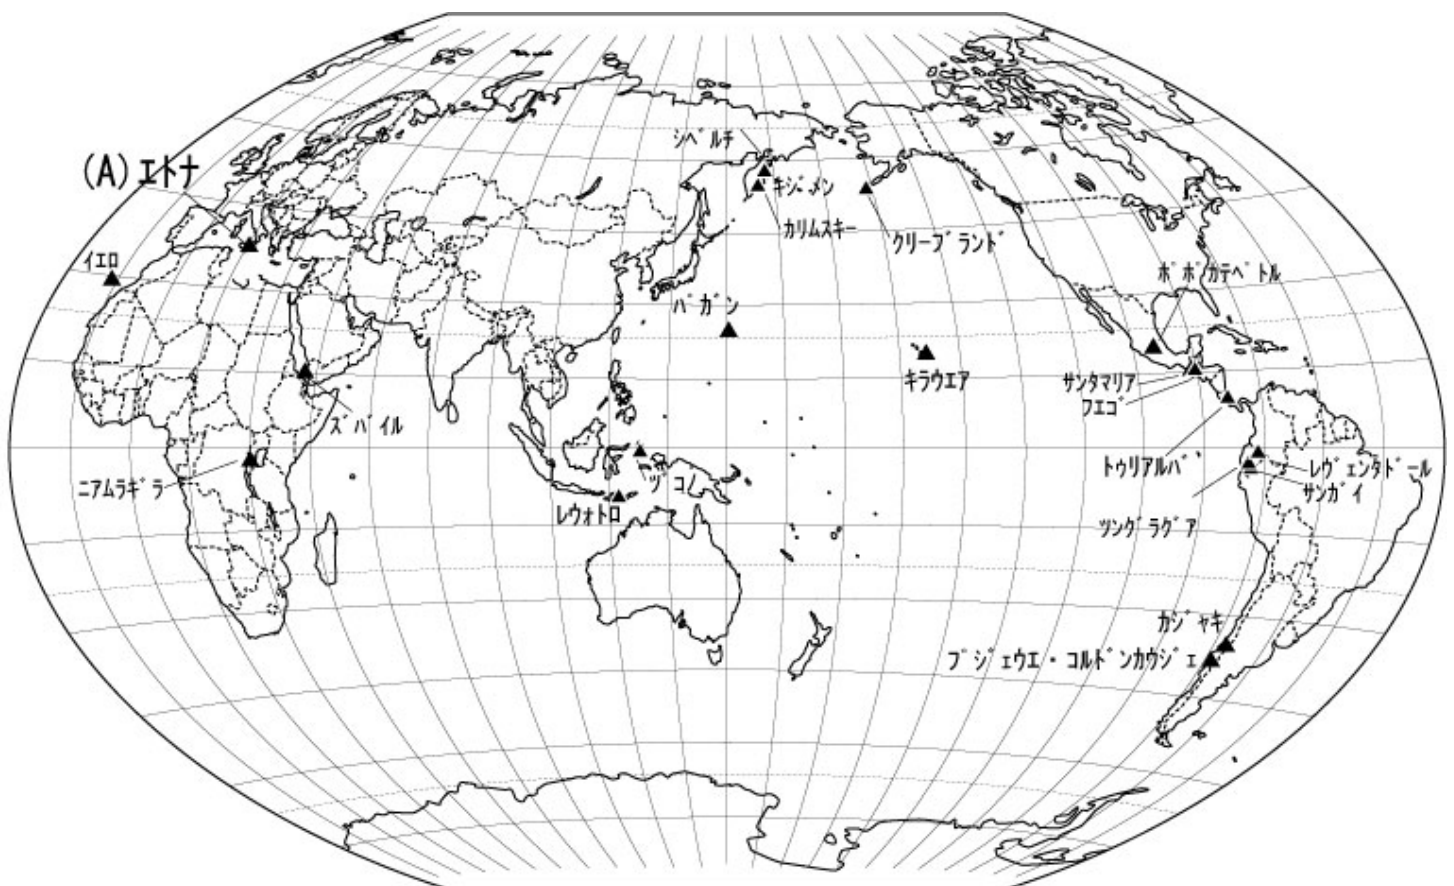 シベルチ
(A) エトナ
キジメン
カリムスキー
クリーブランド
イエロ
ポポカテペトル
パガン
キラウエア
サンタマリア
フエゴ
ズバイル
トゥリアルバ
レヴェンタドール
ニアムラギラ
サンガイ
レウォトロ
ツングラグア
カジャキ
プジェウエ・コルドンカウジェ